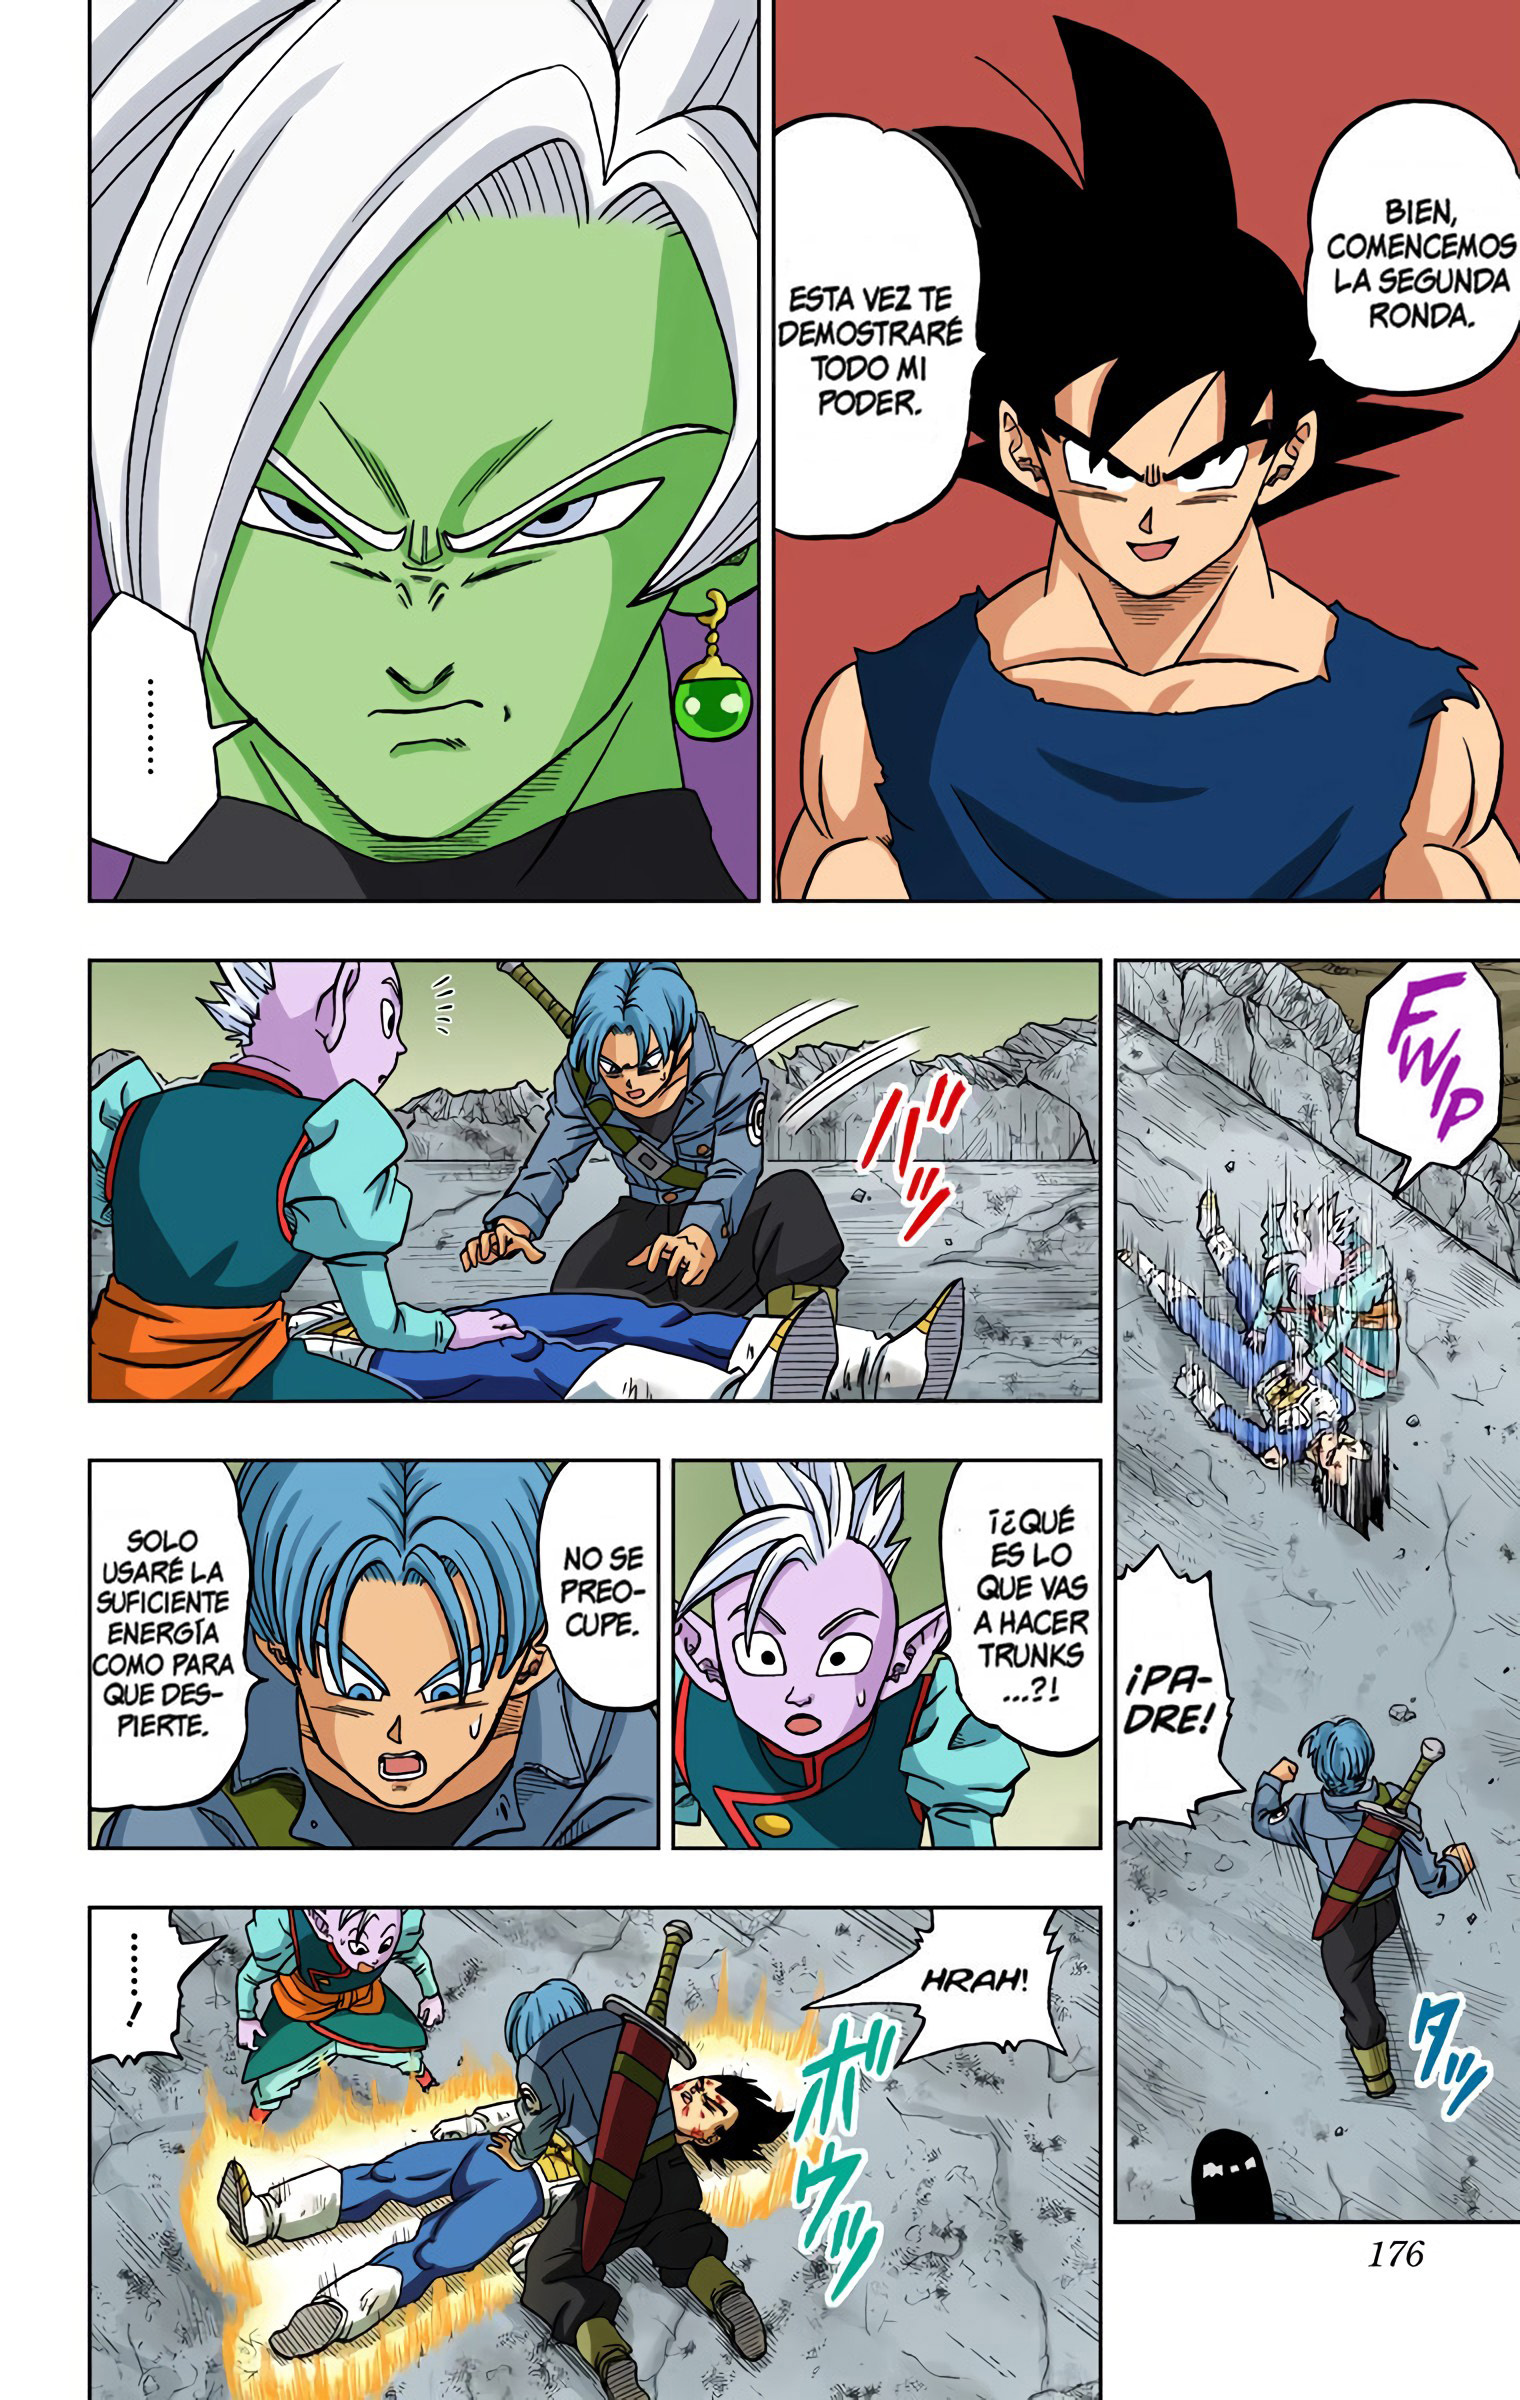 BIEN,
COMENCEMOS
LA SEGUNDA
RONDA.
ESTA VEZ TE
DEMOSTRARÉ
TODO MI
PODER.
.........
FWIP
¡PA-
DRE!
タッ
バッ
¡¿QUÉ
ES LO
QUE VAS
A HACER
TRUNKS
...?!
NO SE
PREO-
CUPE.
SOLO
USARÉ LA
SUFICIENTE
ENERGÍA
COMO PARA
QUE DES-
PIERTE.
HRAH!
ボウッ
......!
176